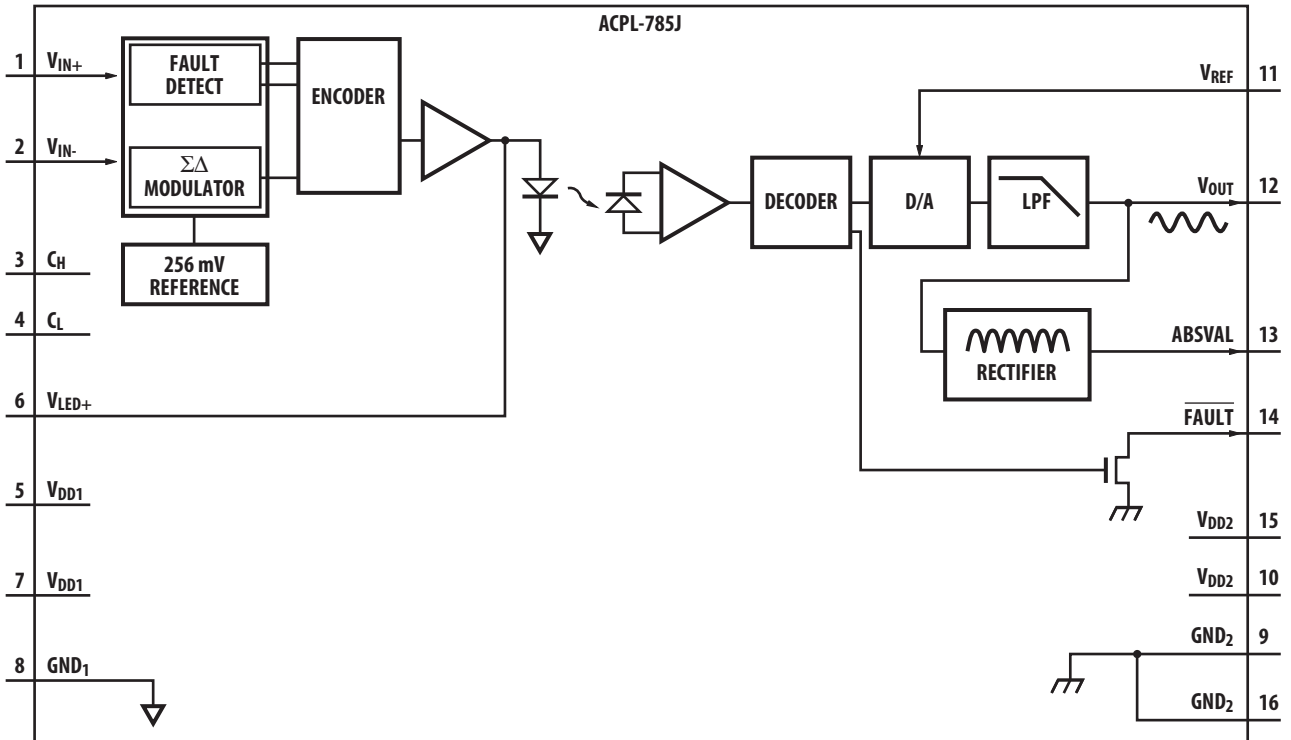 ACPL-785J
1 VIN+
FAULT
DETECT
ENCODER
2 VIN-
ΣΔ
MODULATOR
256 mV
REFERENCE
3 CH
4 CL
6 VLED+
5 VDD1
7 VDD1
8 GND1
DECODER
D/A
LPF
RECTIFIER
VREF 11
VOUT 12
ABSVAL 13
FAULT 14
VDD2 15
VDD2 10
GND2 9
GND2 16